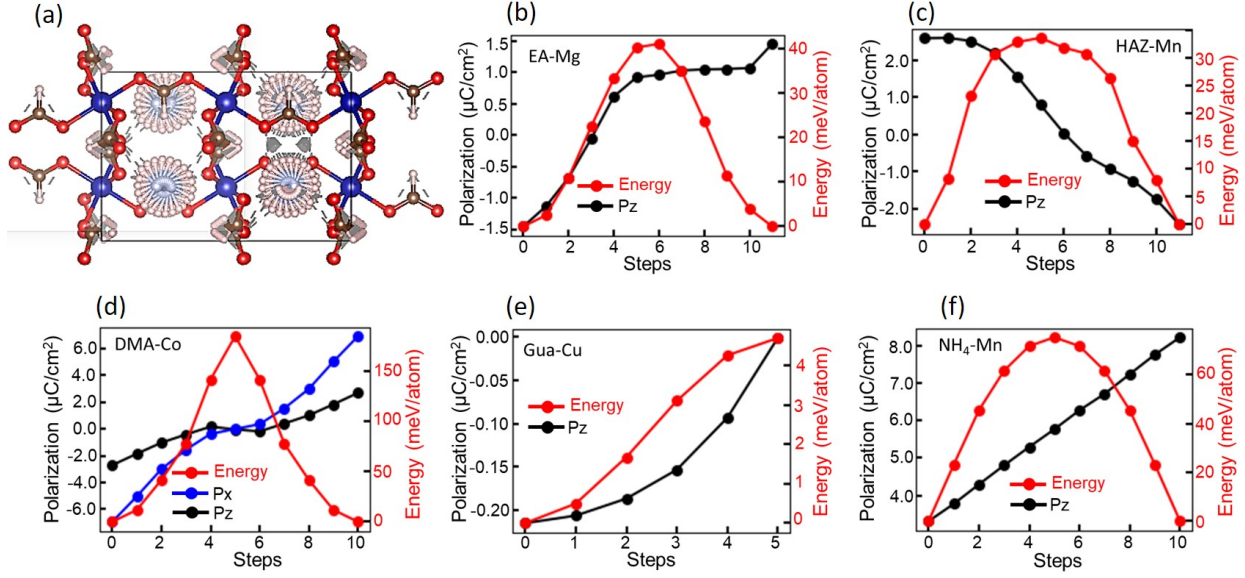 (a)
(b)
1.5
1.0
0.5
0.0
-0.5
-1.0
-1.5
Polarization (μC/cm²)
EA-Mg
Energy
Pz
40
30
20
10
0
Energy (meV/atom)
0 2 4 6 8 10
Steps
(c)
2.0
1.0
0.0
-1.0
-2.0
Polarization (μC/cm²)
HAZ-Mn
Energy
Pz
30
25
20
15
10
5
0
Energy (meV/atom)
0 2 4 6 8 10
Steps
(d)
6.0
4.0
2.0
0.0
-2.0
-4.0
-6.0
Polarization (μC/cm²)
DMA-Co
Energy
Px
Pz
150
100
50
0
Energy (meV/atom)
0 2 4 6 8 10
Steps
(e)
0.00
-0.05
-0.10
-0.15
-0.20
Polarization (μC/cm²)
Gua-Cu
Energy
Pz
4
3
2
1
0
Energy (meV/atom)
0 1 2 3 4 5
Steps
(f)
8.0
7.0
6.0
5.0
4.0
Polarization (μC/cm²)
NH₄-Mn
Energy
Pz
60
40
20
0
Energy (meV/atom)
0 2 4 6 8 10
Steps